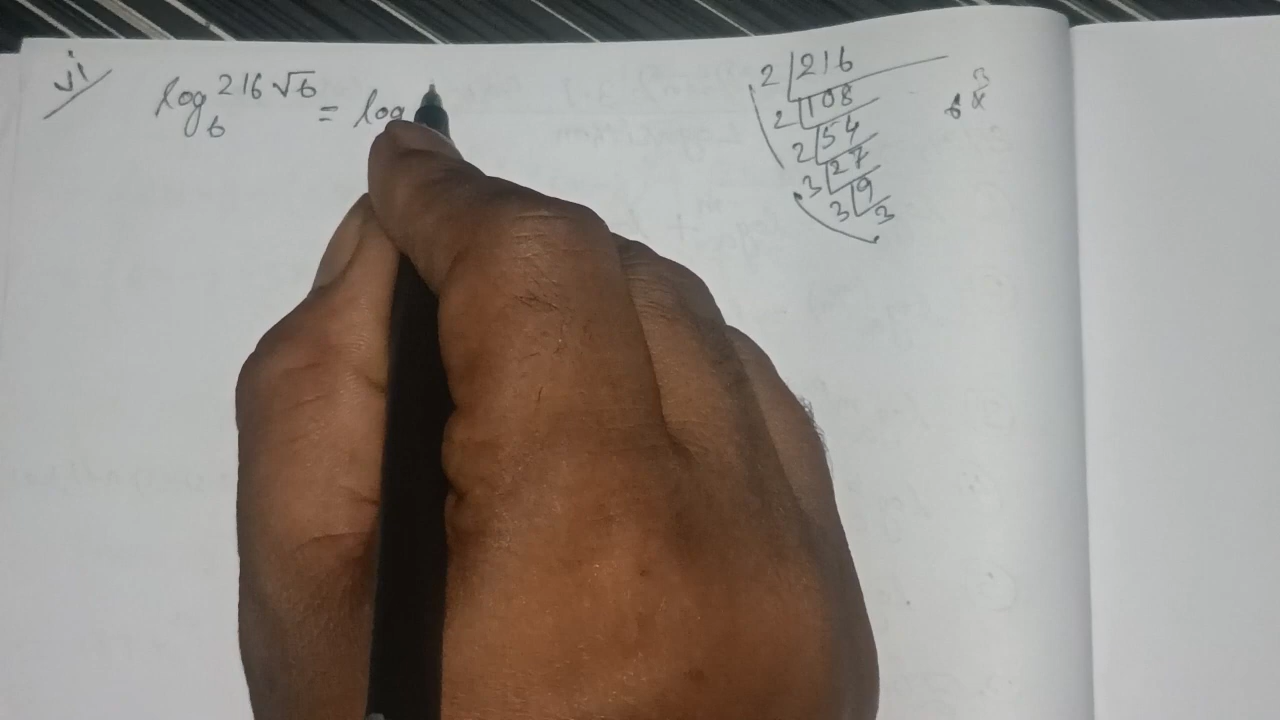 vi/
log₆ 216√6 = log
2 | 216
2 | 108
2 | 54
3 | 27
3 | 9
3
6³